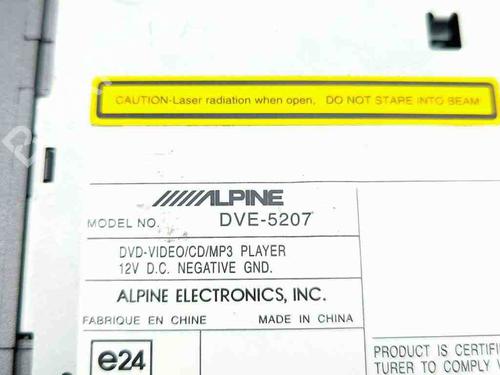 CAUTION-Laser radiation when open, DO NOT STARE INTO BEAM
ALPINE
MODEL NO. DVE-5207
DVD-VIDEO/CD/MP3 PLAYER
12V D.C. NEGATIVE GND.
ALPINE ELECTRONICS, INC.
FABRIQUE EN CHINE MADE IN CHINA
e24
PRODUCT IS CERTIF
TURER TO COMPLY